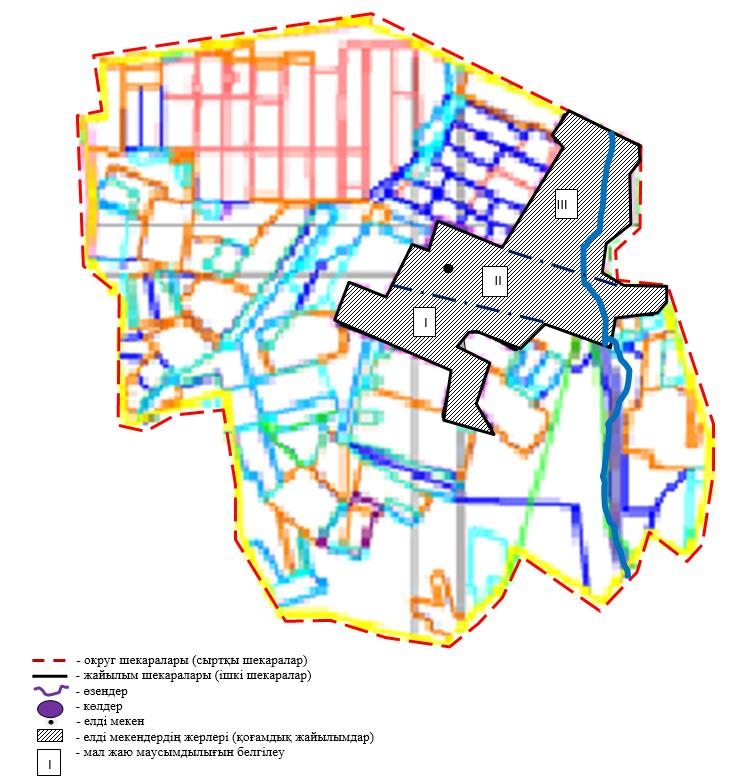 III
II
I
- округ шекаралары (сыртқы шекаралар)
- жайылым шекаралары (ішкі шекаралар)
- өзендер
- көлдер
- елді мекен
- елді мекендердің жерлері (қоғамдық жайылымдар)
- мал жаю маусымдылығын белгілеу
I